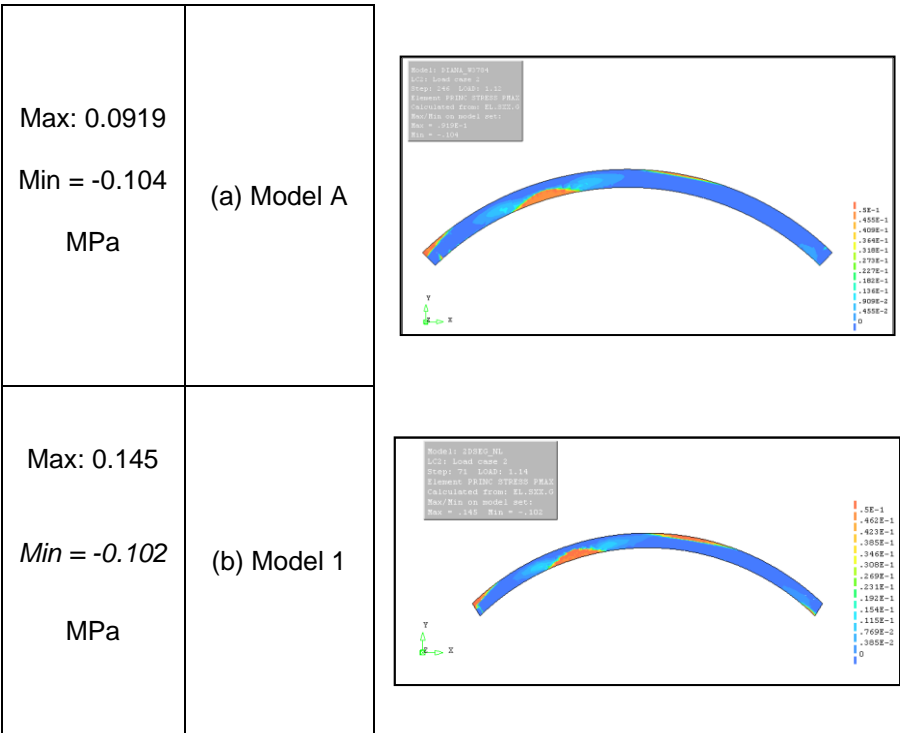 Max: 0.0919
Min = -0.104
MPa
(a) Model A
LC2: Load case 2
Step: 246 LOAD: 1.12
Element PRINC STRESS PMAX
Calculated from: EL.SXX.G
Max/Min on model set:
Min = -.104
.5E-1
.455E-1
.409E-1
.364E-1
.318E-1
.273E-1
.227E-1
.182E-1
.136E-1
.909E-2
.455E-2
0
Y
Z X
Max: 0.145
Min = -0.102
MPa
(b) Model 1
Model: 2DSEG_NL
LC2: Load case 2
Step: 71 LOAD: 1.14
Element PRINC STRESS PMAX
Calculated from: EL.SXX.G
Max/Min on model set:
Max = .145 Min = -.102
.5E-1
.462E-1
.423E-1
.385E-1
.346E-1
.308E-1
.269E-1
.231E-1
.192E-1
.154E-1
.115E-1
.769E-2
.385E-2
0
Y
Z X